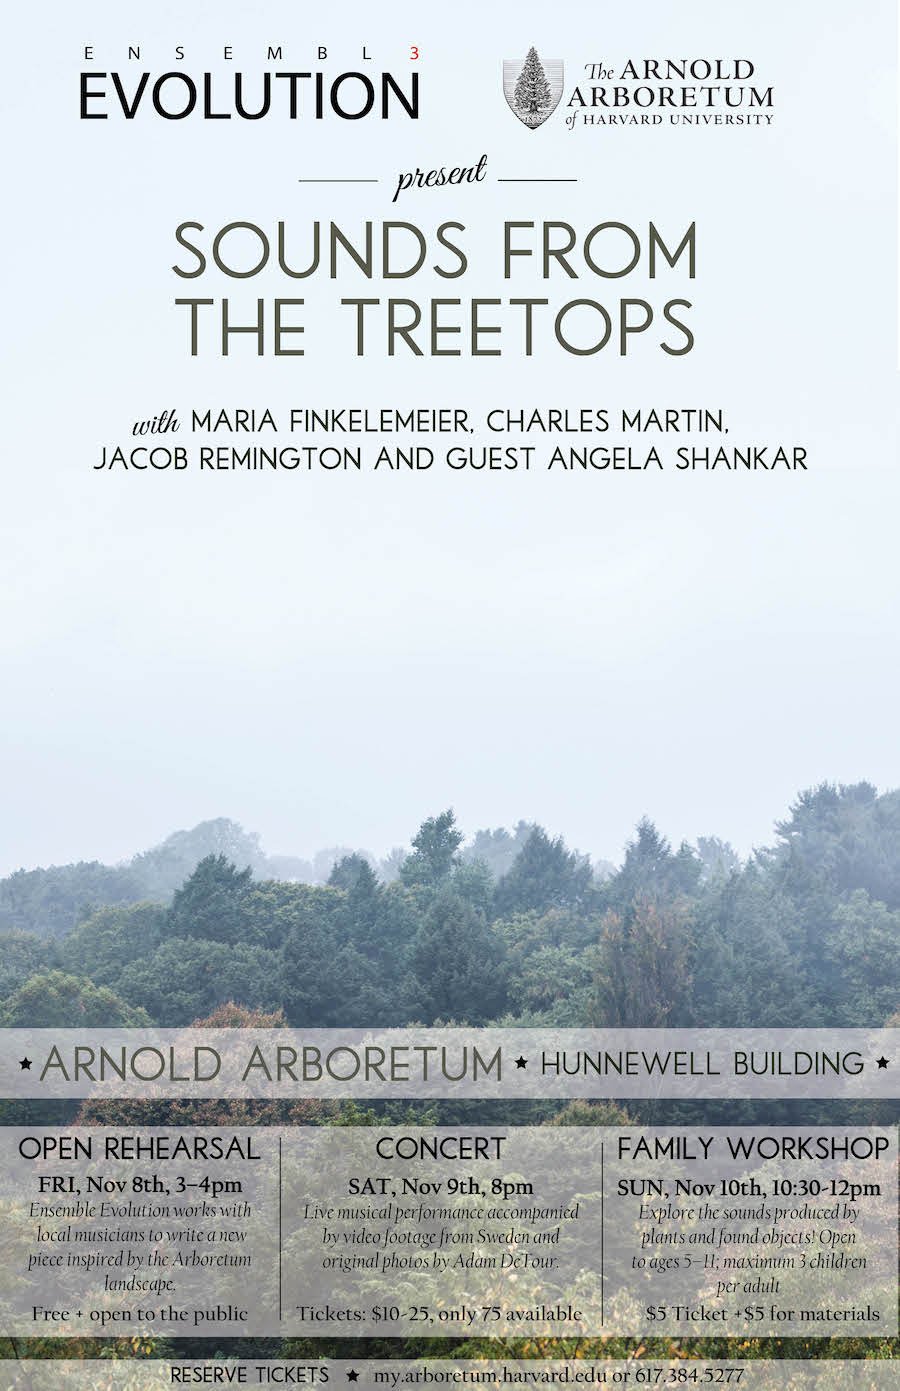 ENSEMBL3
EVOLUTION
The ARNOLD
ARBORETUM
of HARVARD UNIVERSITY
1872
present
SOUNDS FROM
THE TREETOPS
with MARIA FINKELEMEIER, CHARLES MARTIN,
JACOB REMINGTON AND GUEST ANGELA SHANKAR
★ ARNOLD ARBORETUM ★ HUNNEWELL BUILDING ★
OPEN REHEARSAL
FRI, Nov 8th, 3–4pm
Ensemble Evolution works with
local musicians to write a new
piece inspired by the Arboretum
landscape.
Free + open to the public
CONCERT
SAT, Nov 9th, 8pm
Live musical performance accompanied
by video footage from Sweden and
original photos by Adam DeTour.
Tickets: $10-25, only 75 available
FAMILY WORKSHOP
SUN, Nov 10th, 10:30-12pm
Explore the sounds produced by
plants and found objects! Open
to ages 5–11; maximum 3 children
per adult
$5 Ticket +$5 for materials
RESERVE TICKETS ★ my.arboretum.harvard.edu or 617.384.5277